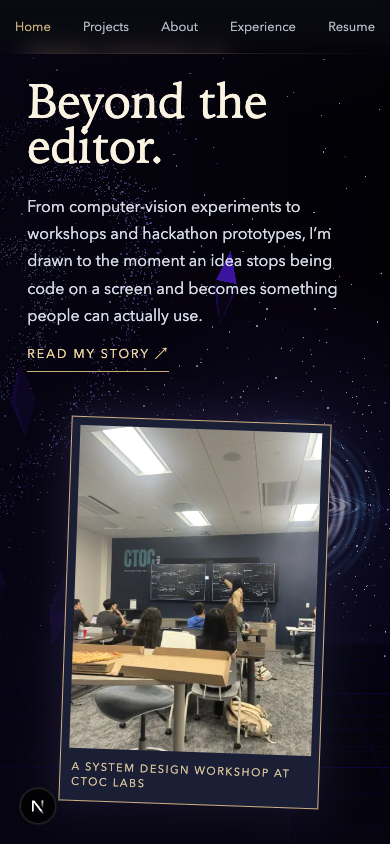 Home Projects About Experience Resume
Beyond the
editor.
From computer-vision experiments to
workshops and hackathon prototypes, I'm
drawn to the moment an idea stops being
code on a screen and becomes something
people can actually use.
READ MY STORY ↗
CTOC
A SYSTEM DESIGN WORKSHOP AT
CTOC LABS
N